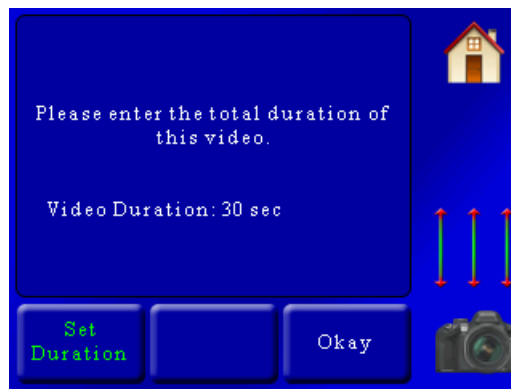 Please enter the total duration of
this video.
Video Duration: 30 sec
Set
Duration
Okay